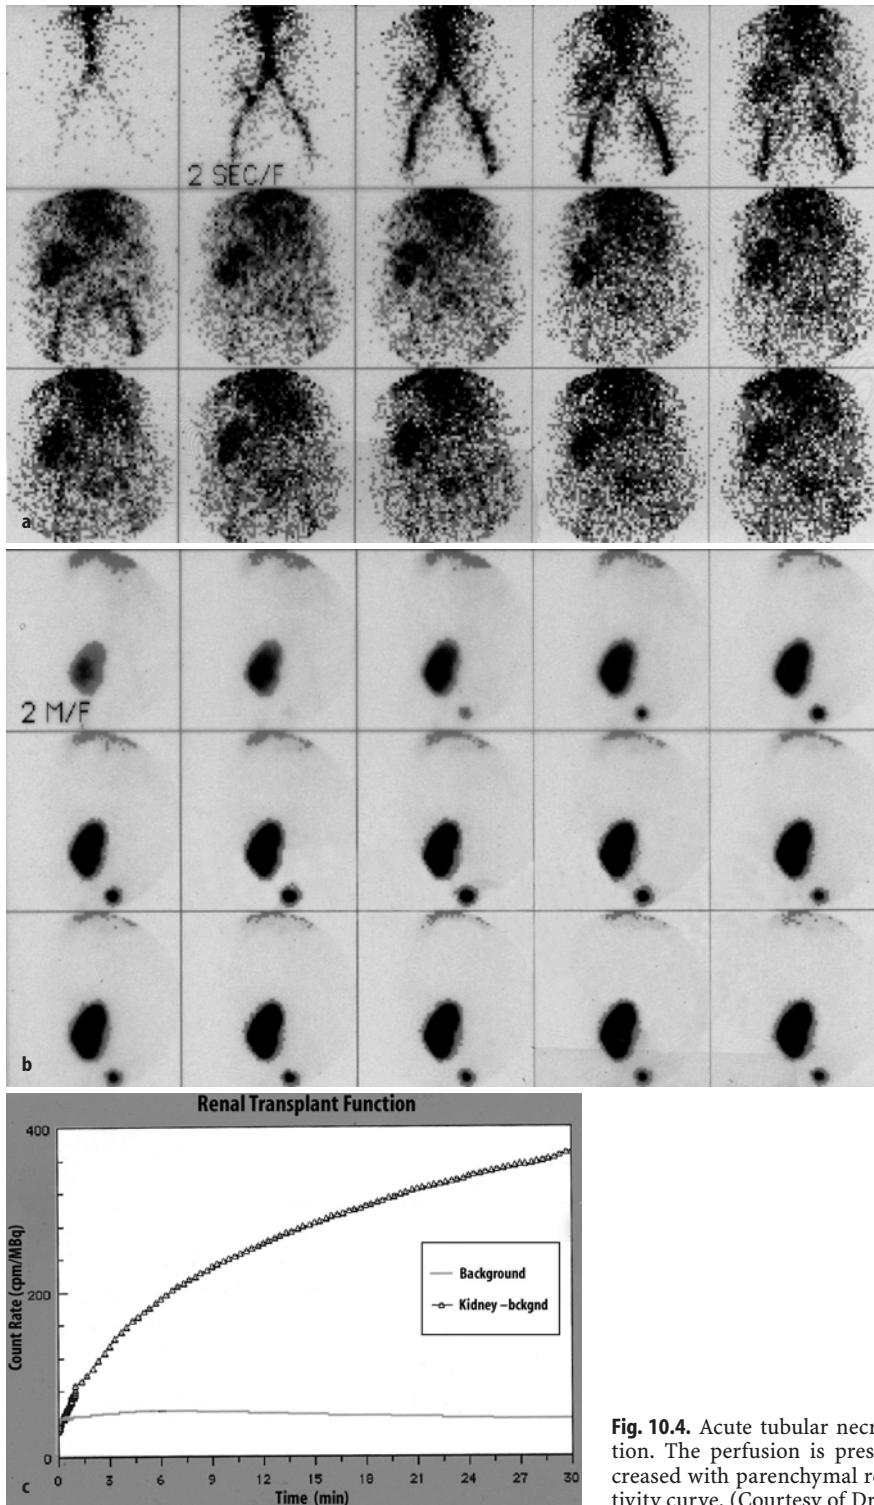 2 SEC/F
a
2 M/F
b
Renal Transplant Function
400
200
0
Count Rate (cpm/MBq)
Background
Kidney –bckgnd
0 3 6 9 12 15 18 21 24 27 30
Time (min)
c
Fig. 10.4. Acute tubular necr
tion. The perfusion is pres
creased with parenchymal r
tivity curve. (Courtesy of Dr